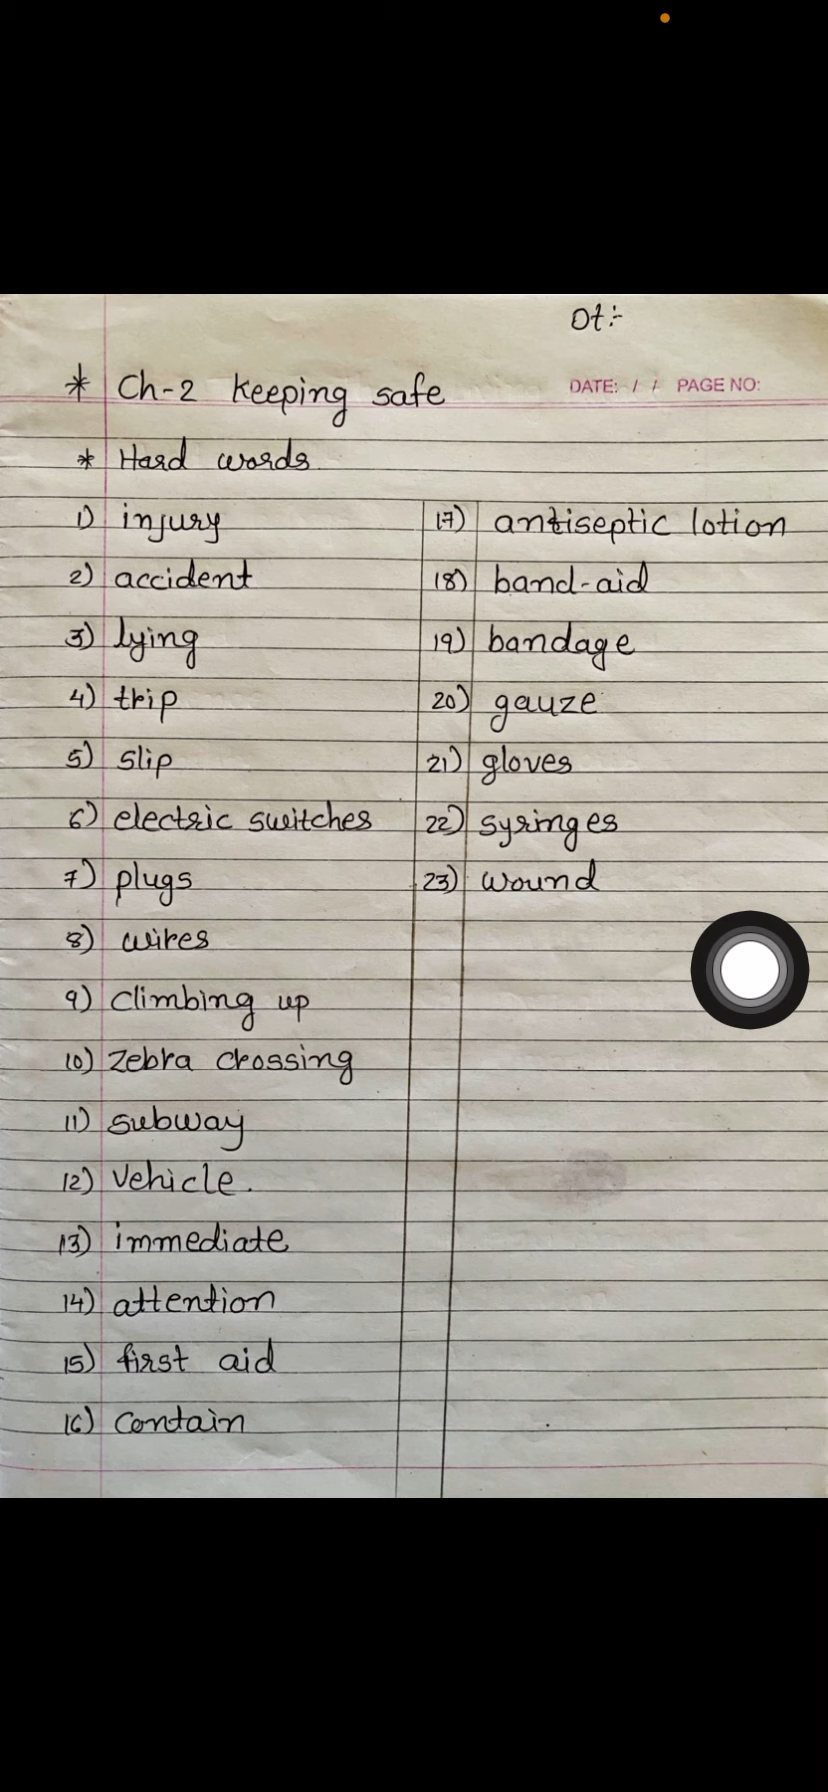 Dt:-
DATE: / / PAGE NO:
* Ch-2 keeping safe
* Hard words
1) injury
2) accident
3) lying
4) trip
5) slip
6) electric switches
7) plugs
8) wires
9) climbing up
10) zebra crossing
11) subway
12) vehicle.
13) immediate
14) attention
15) first aid
16) contain
17) antiseptic lotion
18) band-aid
19) bandage
20) gauze
21) gloves
22) syringes
23) wound